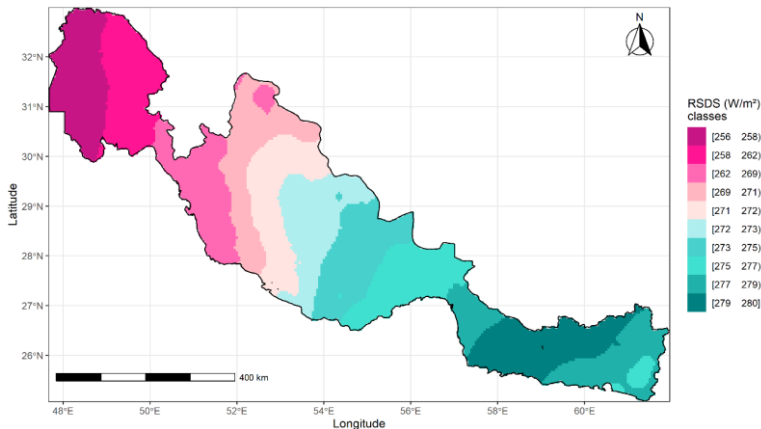 N
32°N
31°N
30°N
29°N
28°N
27°N
26°N
Latitude
400 km
48°E 50°E 52°E 54°E 56°E 58°E 60°E
Longitude
RSDS (W/m²)
classes
[256 258)
[258 262)
[262 269)
[269 271)
[271 272)
[272 273)
[273 275)
[275 277)
[277 279)
[279 280]